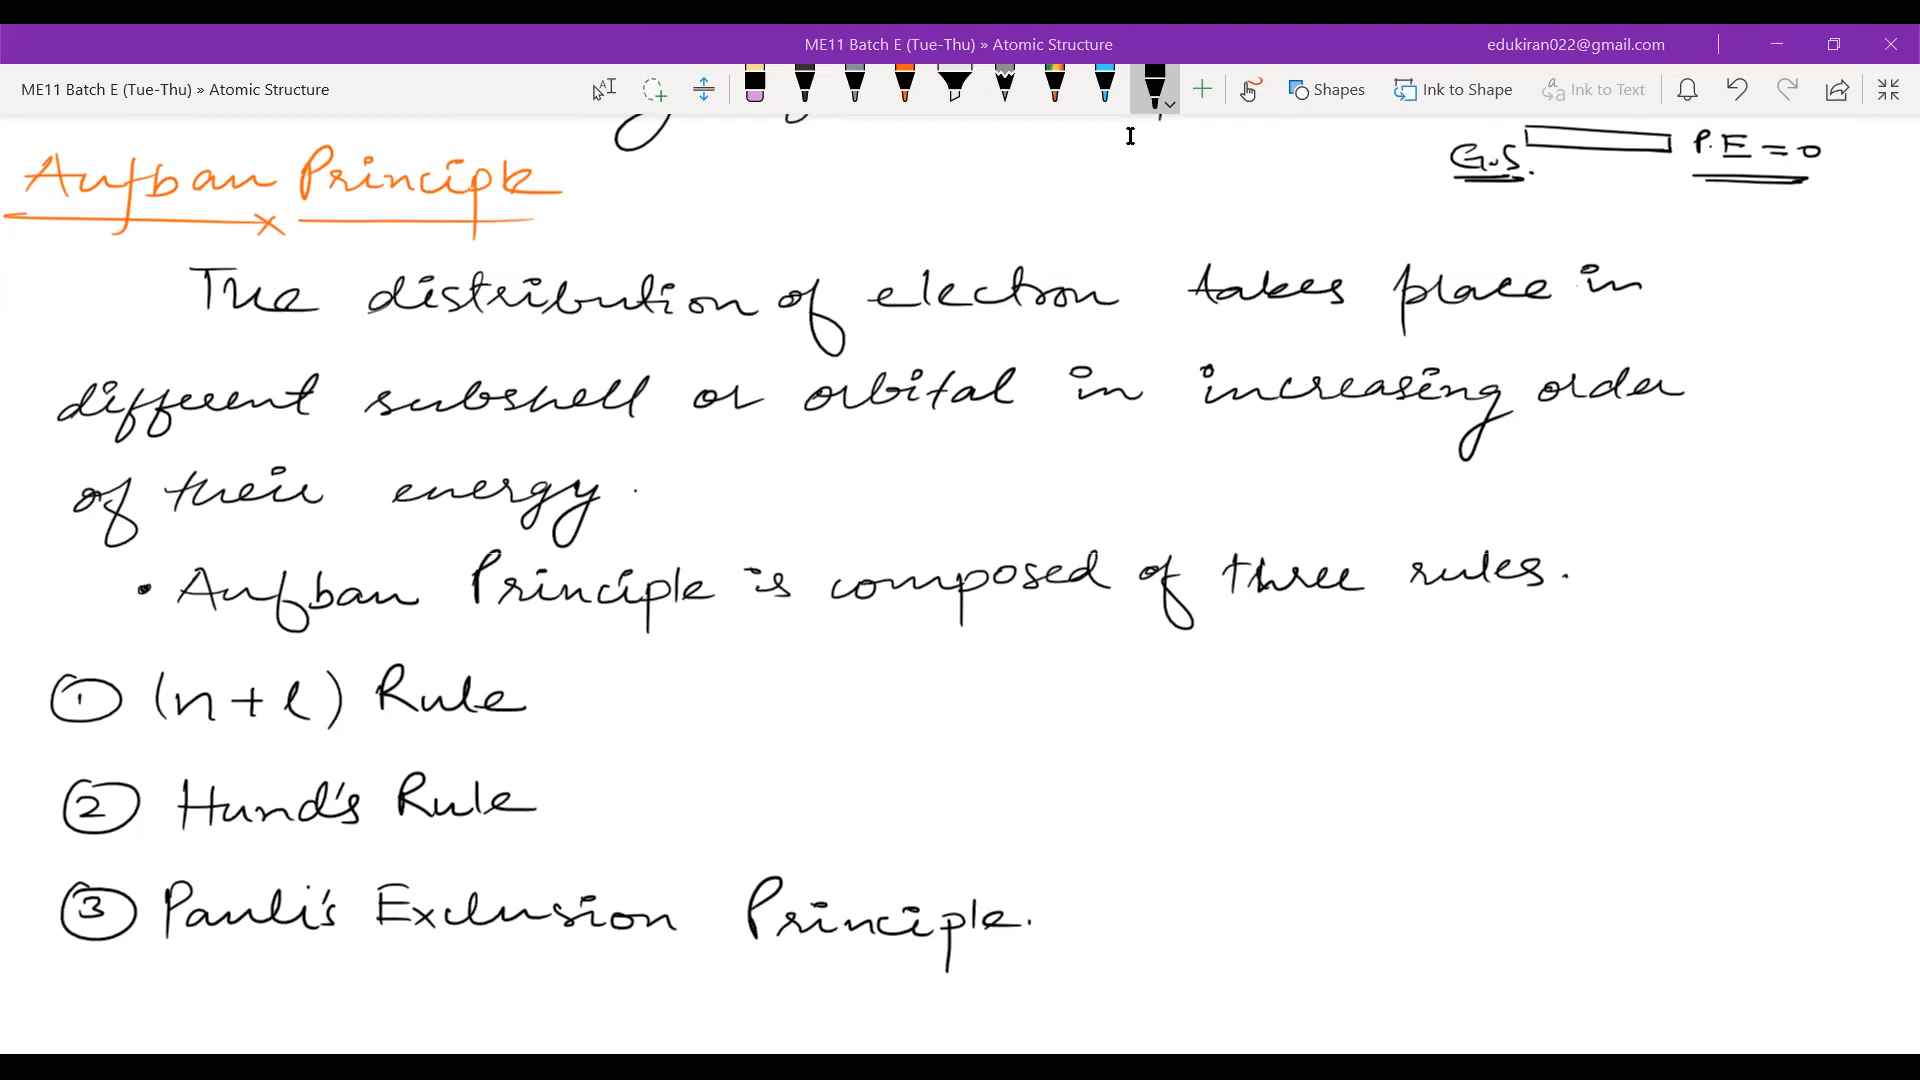 ME11 Batch E (Tue-Thu) » Atomic Structure
edukiran022@gmail.com
ME11 Batch E (Tue-Thu) » Atomic Structure
Shapes
Ink to Shape
Ink to Text
G.S. P.E = 0
Aufbau Principle
The distribution of electron takes place in
different subshell or orbital in increasing order
of their energy.
• Aufbau Principle is composed of three rules.
① (n+l) Rule
② Hund's Rule
③ Pauli's Exclusion Principle.